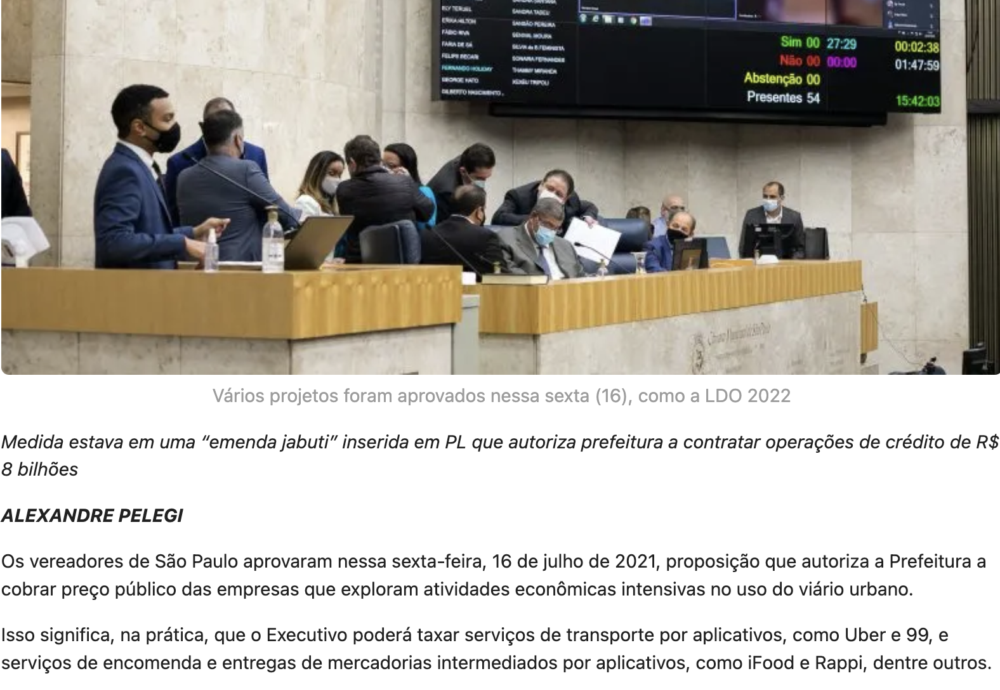 ELY TERUEL
SANDRA TADEU
ERIKA HILTON
SANSÃO PEREIRA
FÁBIO RIVA
SENIVAL MOURA
FARIA DE SÁ
SILVIA da B.FEMINISTA
FELIPE BECARI
SONAIRA FERNANDES
FERNANDO HOLIDAY
THAMMY MIRANDA
GEORGE HATO
XEXÉU TRIPOLI
GILBERTO NASCIMENTO
Sim 00 27:29 00:02:38
Não 00 00:00 01:47:59
Abstenção 00
Presentes 54 15:42:03
Câmara Municipal de São Paulo
Vários projetos foram aprovados nessa sexta (16), como a LDO 2022
Medida estava em uma “emenda jabuti” inserida em PL que autoriza prefeitura a contratar operações de crédito de R$
8 bilhões
ALEXANDRE PELEGI
Os vereadores de São Paulo aprovaram nessa sexta-feira, 16 de julho de 2021, proposição que autoriza a Prefeitura a
cobrar preço público das empresas que exploram atividades econômicas intensivas no uso do viário urbano.
Isso significa, na prática, que o Executivo poderá taxar serviços de transporte por aplicativos, como Uber e 99, e
serviços de encomenda e entregas de mercadorias intermediados por aplicativos, como iFood e Rappi, dentre outros.